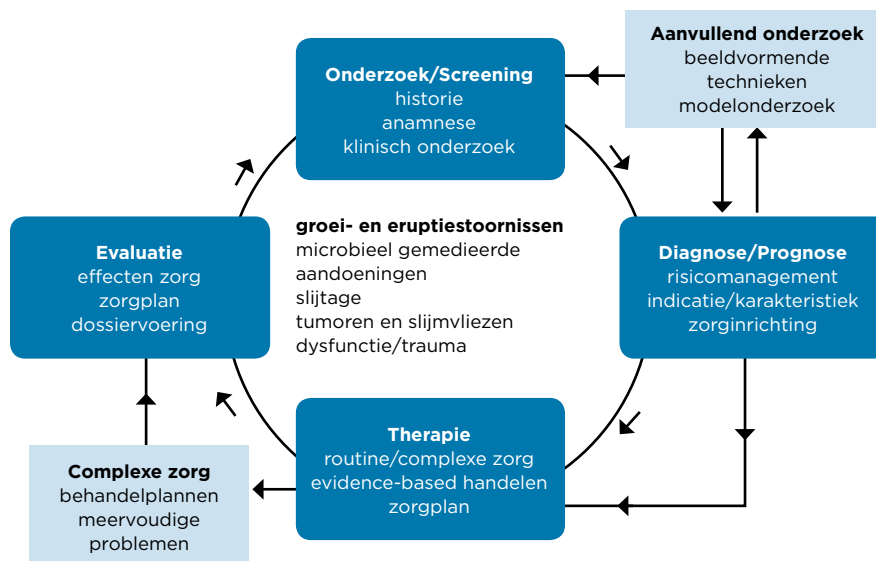 Onderzoek/Screening
historie
anamnese
klinisch onderzoek
Aanvullend onderzoek
beeldvormende
technieken
modelonderzoek
Evaluatie
effecten zorg
zorgplan
dossiervoering
groei- en eruptiestoornissen
microbieel gemedieerde
aandoeningen
slijtage
tumoren en slijmvliezen
dysfunctie/trauma
Diagnose/Prognose
risicomanagement
indicatie/karakteristiek
zorginrichting
Therapie
routine/complexe zorg
evidence-based handelen
zorgplan
Complexe zorg
behandelplannen
meervoudige
problemen